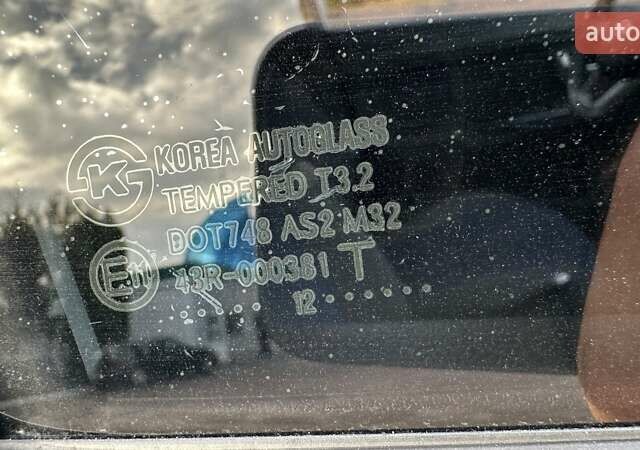 auto
KOREA AUTOGLASS
TEMPERED T3.2
DOT748 AS2 M32
E11 43R-000381 T
..... 12 .......